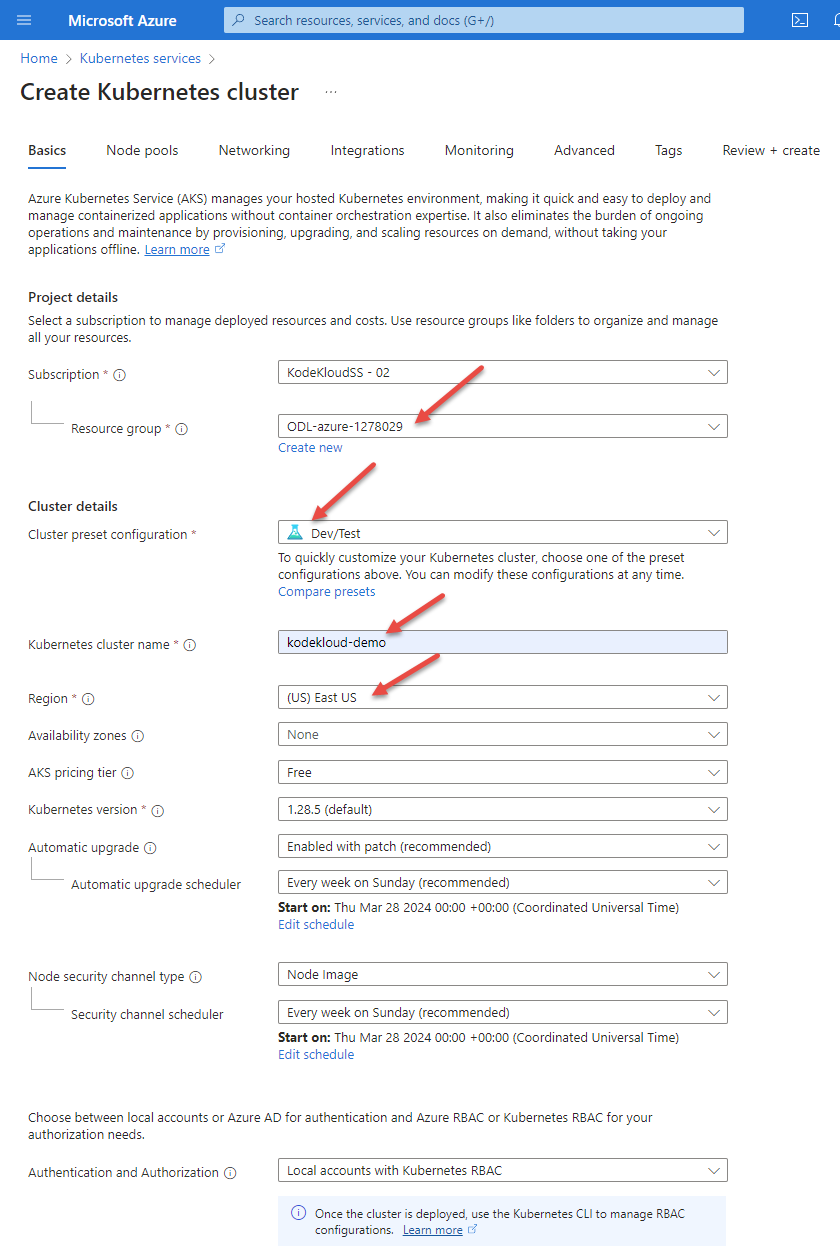 Microsoft Azure
Search resources, services, and docs (G+/)
Home > Kubernetes services >
Create Kubernetes cluster ...
Basics Node pools Networking Integrations Monitoring Advanced Tags Review + create
Azure Kubernetes Service (AKS) manages your hosted Kubernetes environment, making it quick and easy to deploy and
manage containerized applications without container orchestration expertise. It also eliminates the burden of ongoing
operations and maintenance by provisioning, upgrading, and scaling resources on demand, without taking your
applications offline. Learn more
Project details
Select a subscription to manage deployed resources and costs. Use resource groups like folders to organize and manage
all your resources.
Subscription * KodeKloudSS - 02
Resource group * ODL-azure-1278029
Create new
Cluster details
Cluster preset configuration * Dev/Test
To quickly customize your Kubernetes cluster, choose one of the preset
configurations above. You can modify these configurations at any time.
Compare presets
Kubernetes cluster name * kodekloud-demo
Region * (US) East US
Availability zones None
AKS pricing tier Free
Kubernetes version * 1.28.5 (default)
Automatic upgrade Enabled with patch (recommended)
Automatic upgrade scheduler Every week on Sunday (recommended)
Start on: Thu Mar 28 2024 00:00 +00:00 (Coordinated Universal Time)
Edit schedule
Node security channel type Node Image
Security channel scheduler Every week on Sunday (recommended)
Start on: Thu Mar 28 2024 00:00 +00:00 (Coordinated Universal Time)
Edit schedule
Choose between local accounts or Azure AD for authentication and Azure RBAC or Kubernetes RBAC for your
authorization needs.
Authentication and Authorization Local accounts with Kubernetes RBAC
Once the cluster is deployed, use the Kubernetes CLI to manage RBAC
configurations. Learn more